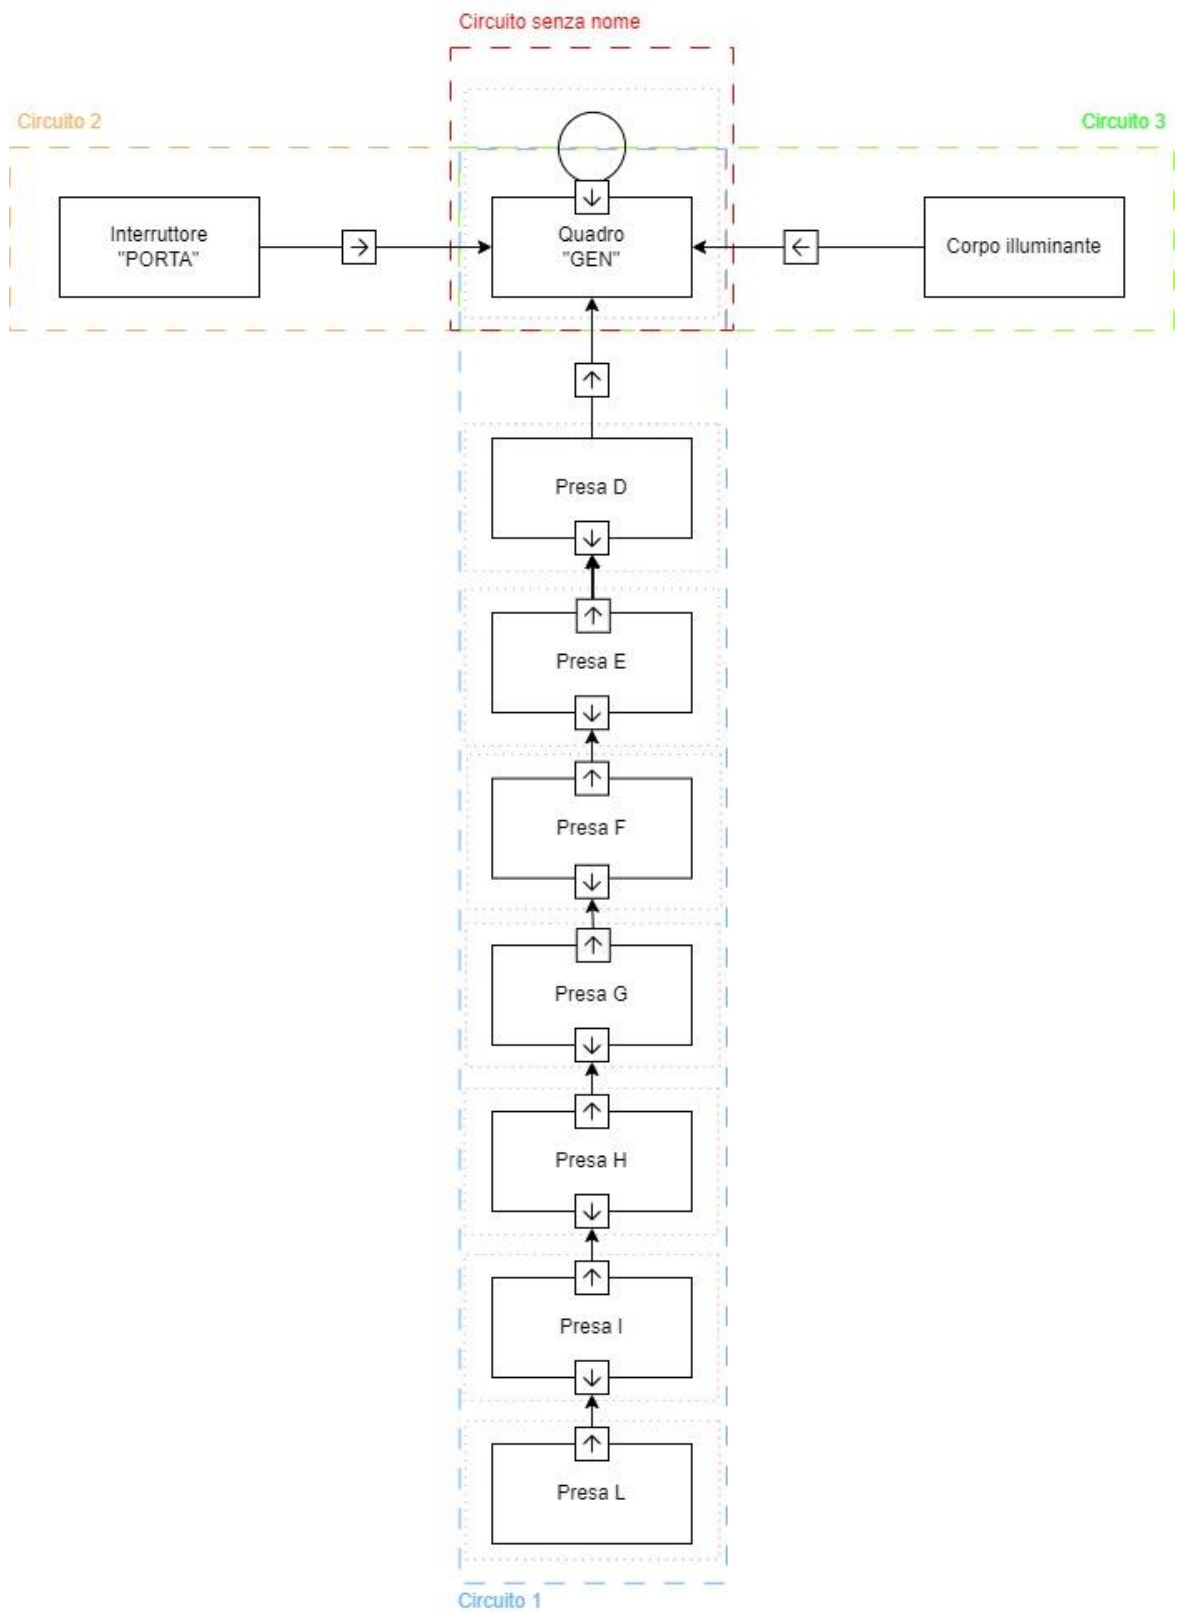 Circuito senza nome
Circuito 2
Circuito 3
Interruttore
"PORTA"
Quadro
"GEN"
Corpo illuminante
Presa D
Presa E
Presa F
Presa G
Presa H
Presa I
Presa L
Circuito 1